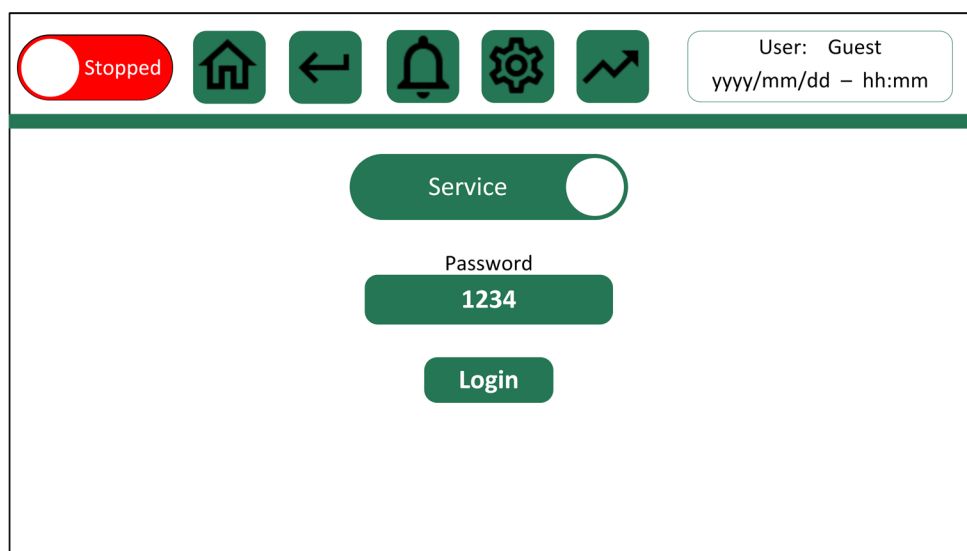 Stopped
User: Guest
yyyy/mm/dd – hh:mm
Service
Password
1234
Login